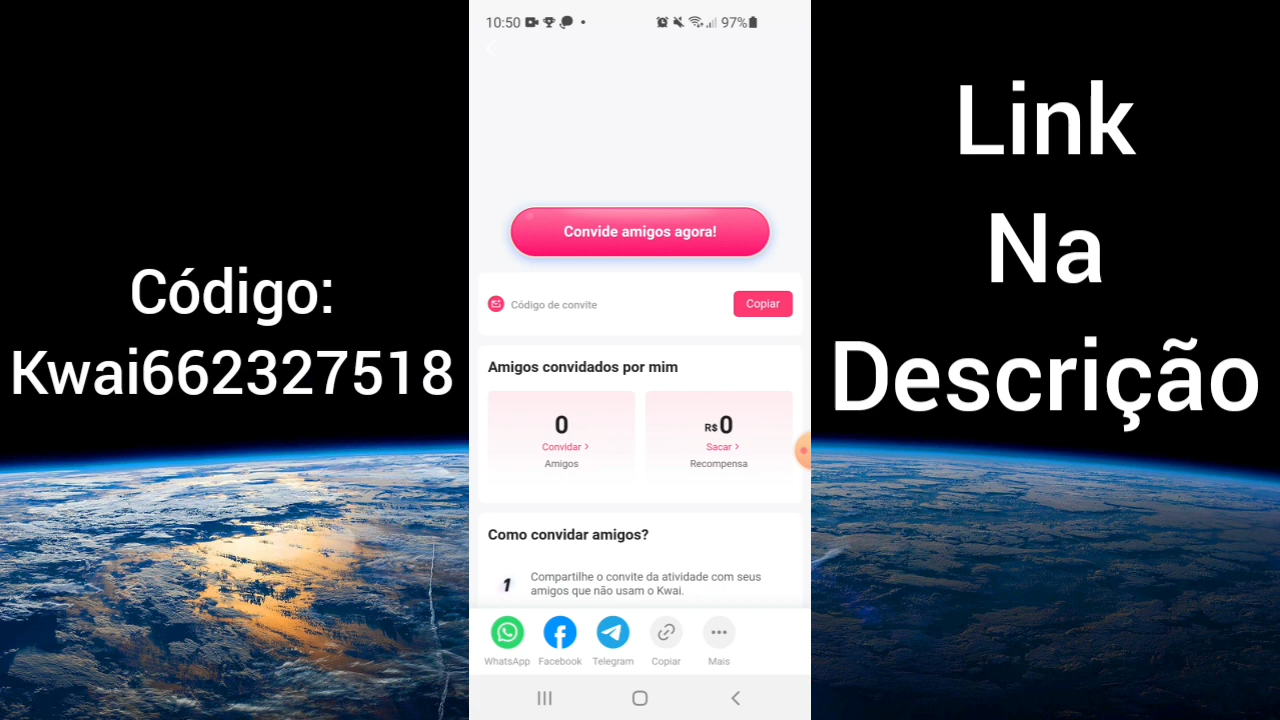 Código:
Kwai662327518
10:50 97%
Convide amigos agora!
Código de convite Copiar
Amigos convidados por mim
0 R$0
Convidar > Sacar >
Amigos Recompensa
Como convidar amigos?
1 Compartilhe o convite da atividade com seus
amigos que não usam o Kwai.
WhatsApp Facebook Telegram Copiar Mais
Link
Na
Descrição